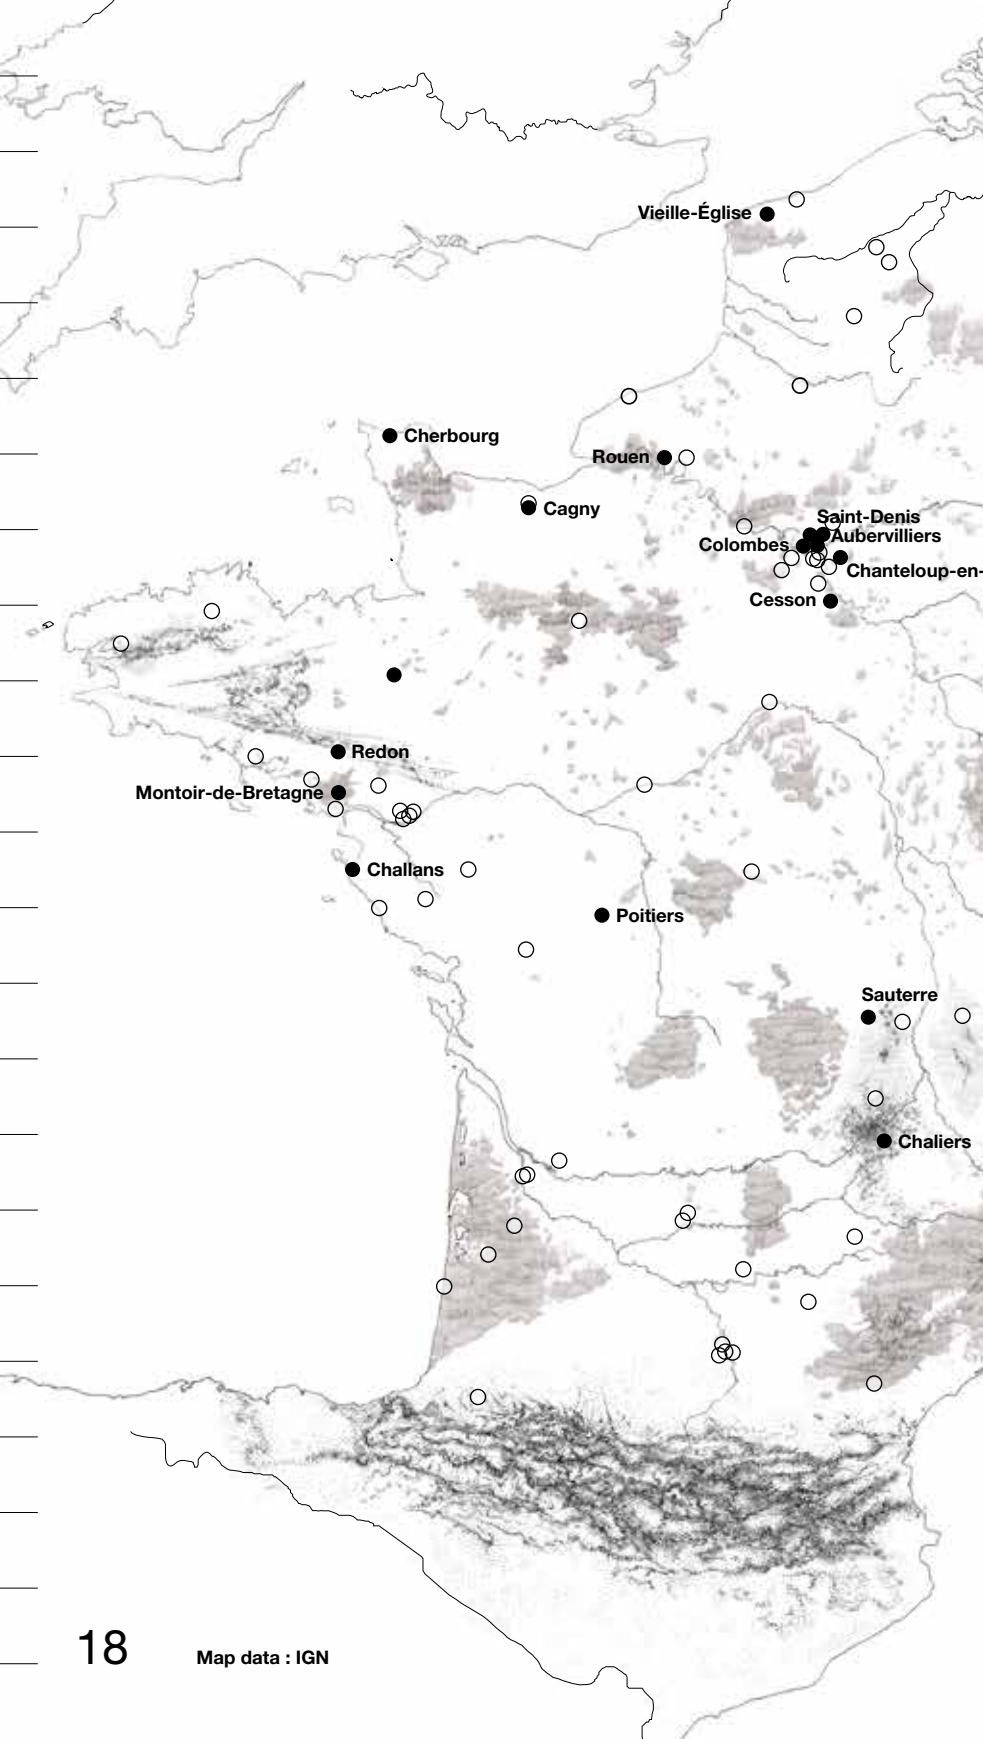 Vieille-Église
Cherbourg
Rouen
Cagny
Saint-Denis
Aubervilliers
Colombes
Chanteloup-en-
Cesson
Redon
Montoir-de-Bretagne
Challans
Poitiers
Sauterre
Chaliers
18
Map data : IGN